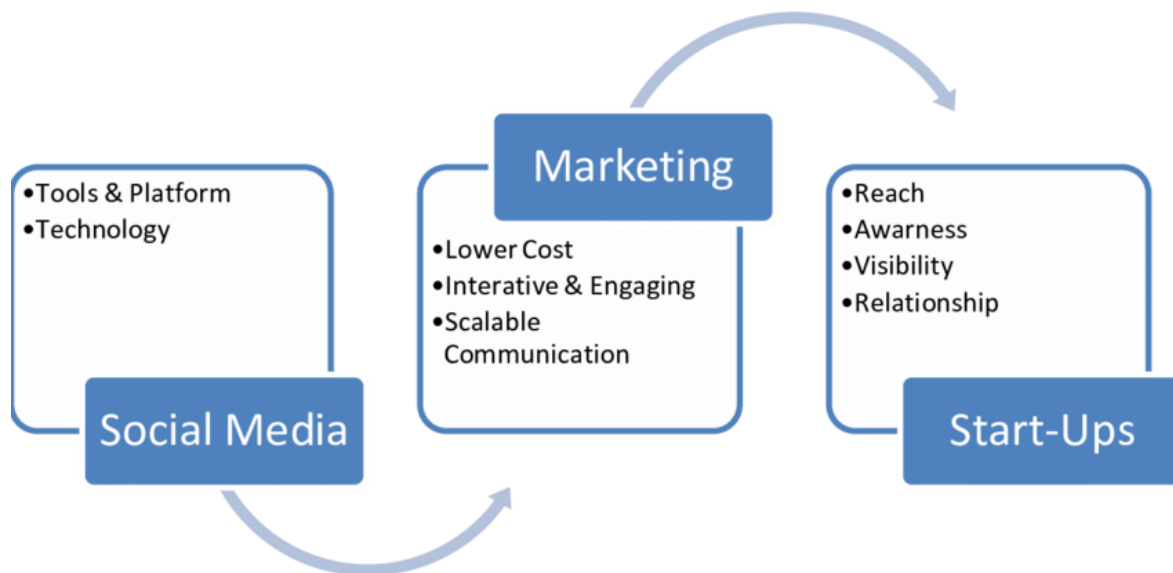 •Tools & Platform
•Technology
Social Media
Marketing
•Lower Cost
•Interative & Engaging
•Scalable
Communication
•Reach
•Awarness
•Visibility
•Relationship
Start-Ups